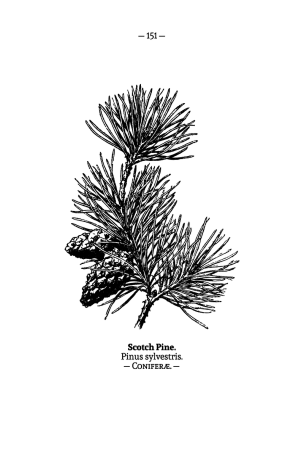 — 151 —
Scotch Pine.
Pinus sylvestris.
— Coniferæ. —